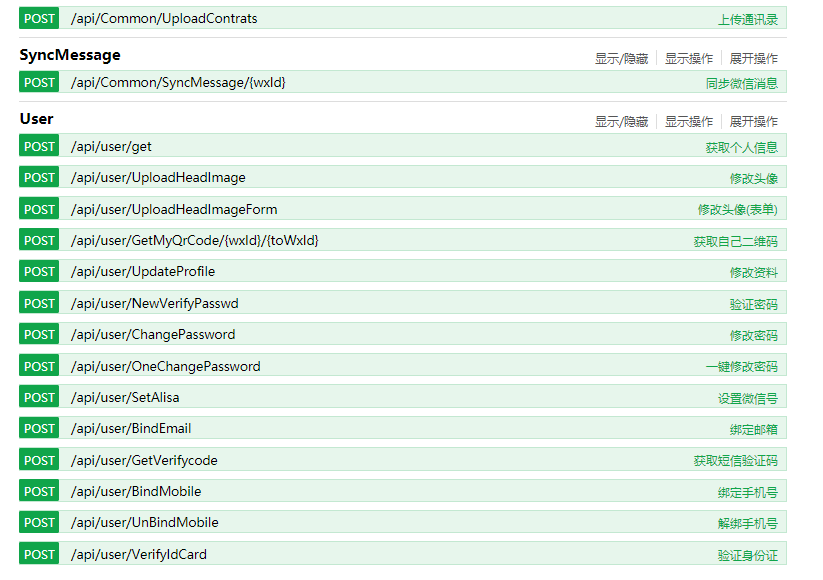 POST /api/Common/UploadContrats 上传通讯录
SyncMessage 显示/隐藏 显示操作 展开操作
POST /api/Common/SyncMessage/{wxId} 同步微信消息
User 显示/隐藏 显示操作 展开操作
POST /api/user/get 获取个人信息
POST /api/user/UploadHeadImage 修改头像
POST /api/user/UploadHeadImageForm 修改头像(表单)
POST /api/user/GetMyQrCode/{wxId}/{toWxId} 获取自己二维码
POST /api/user/UpdateProfile 修改资料
POST /api/user/NewVerifyPasswd 验证密码
POST /api/user/ChangePassword 修改密码
POST /api/user/OneChangePassword 一键修改密码
POST /api/user/SetAlisa 设置微信号
POST /api/user/BindEmail 绑定邮箱
POST /api/user/GetVerifycode 获取短信验证码
POST /api/user/BindMobile 绑定手机号
POST /api/user/UnBindMobile 解绑手机号
POST /api/user/VerifyIdCard 验证身份证